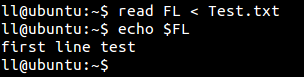 ll@ubuntu:~$ read FL < Test.txt
ll@ubuntu:~$ echo $FL
first line test
ll@ubuntu:~$